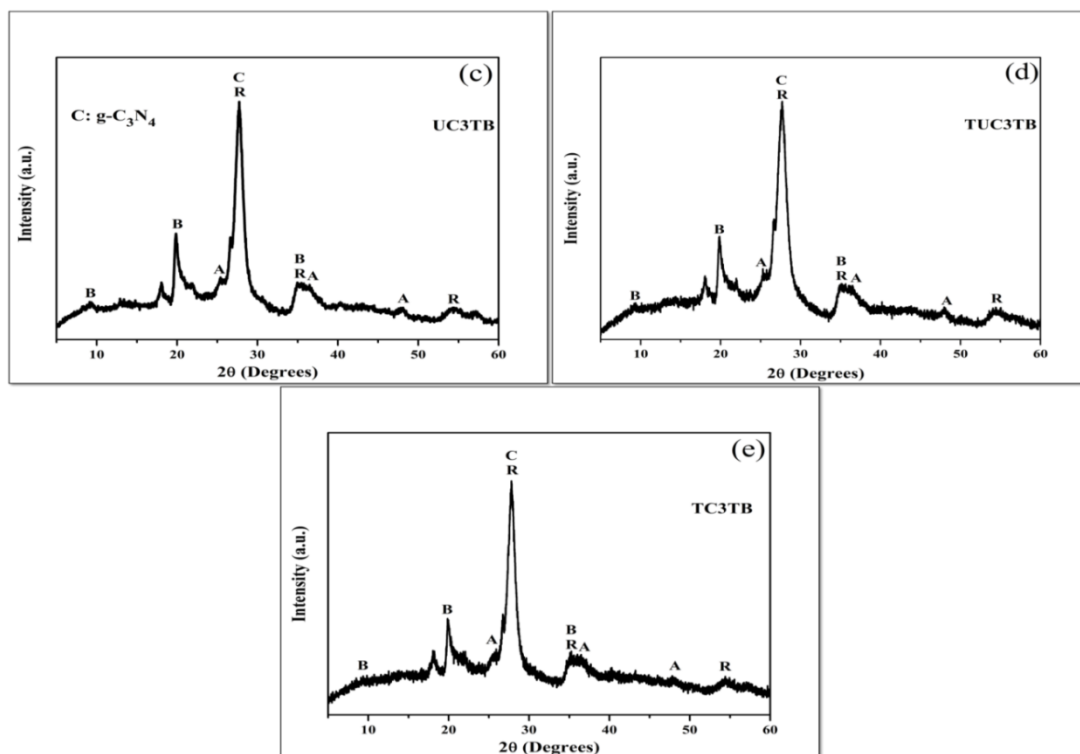 (c)
C
R
C: g-C₃N₄
UC3TB
B
B
A
B
R
A
A
R
Intensity (a.u.)
10 20 30 40 50 60
2θ (Degrees)
(d)
C
R
TUC3TB
B
B
A
B
R
A
A
R
Intensity (a.u.)
10 20 30 40 50 60
2θ (Degrees)
(e)
C
R
TC3TB
B
B
A
B
R
A
A
R
Intensity (a.u.)
10 20 30 40 50 60
2θ (Degrees)